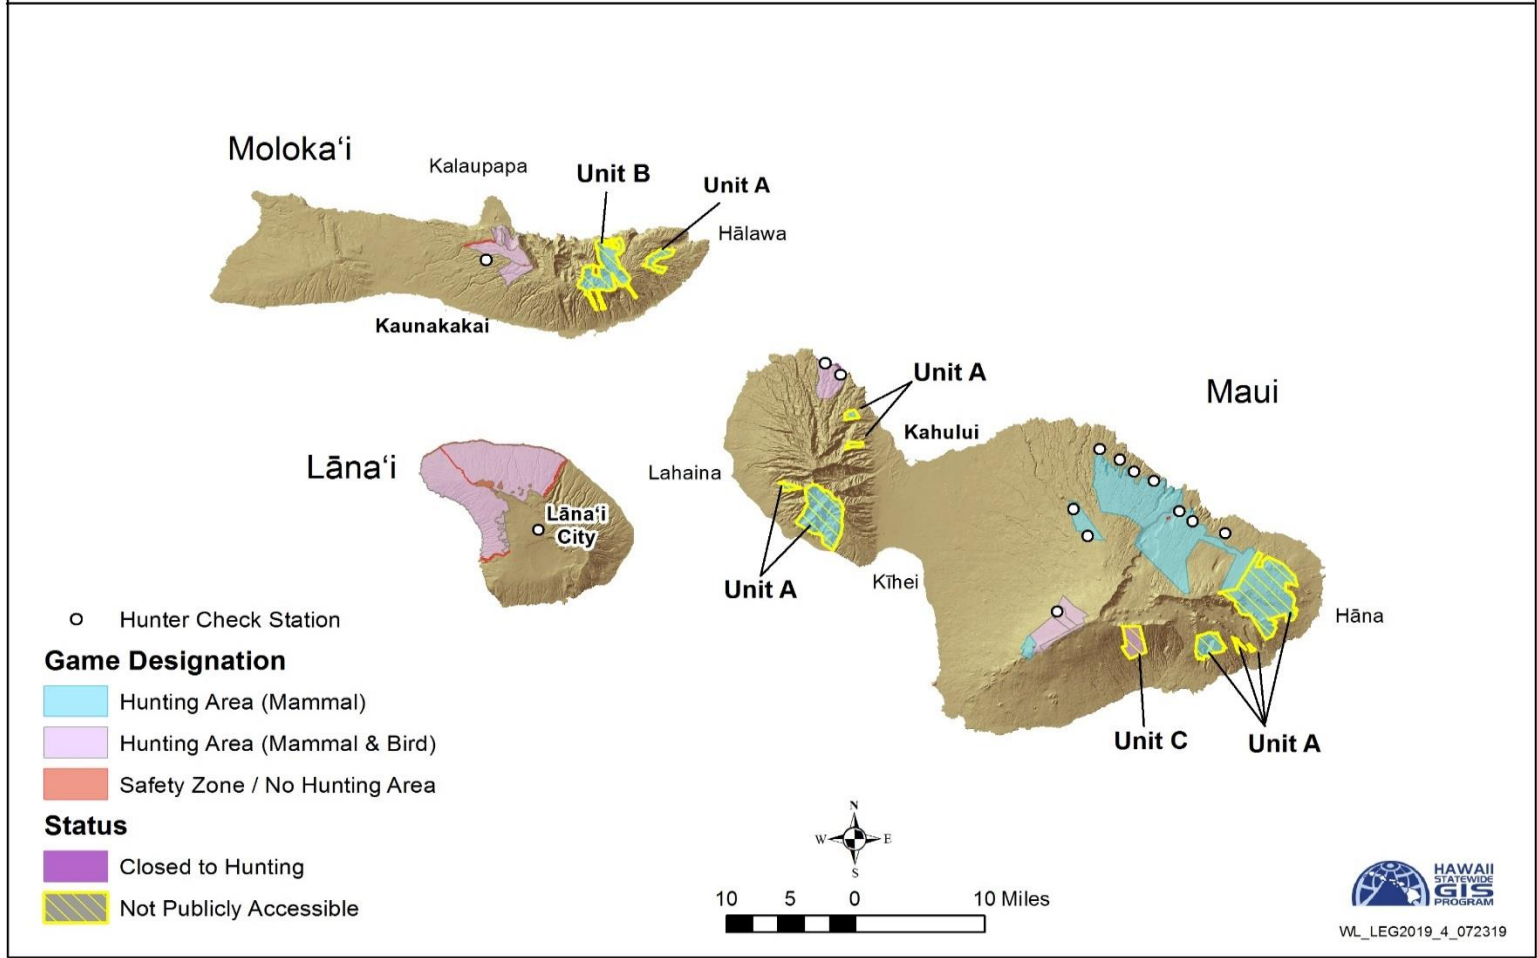 Molokaʻi
Kalaupapa
Unit B
Unit A
Hālawa
Kaunakakai
Unit A
Maui
Kahului
Lānaʻi
Lahaina
Lānaʻi
City
Unit A
Kīhei
Hāna
Unit C
Unit A
Hunter Check Station
Game Designation
Hunting Area (Mammal)
Hunting Area (Mammal & Bird)
Safety Zone / No Hunting Area
Status
Closed to Hunting
Not Publicly Accessible
N
W E
S
10 5 0 10 Miles
HAWAII
STATEWIDE
GIS
PROGRAM
WL_LEG2019_4_072319